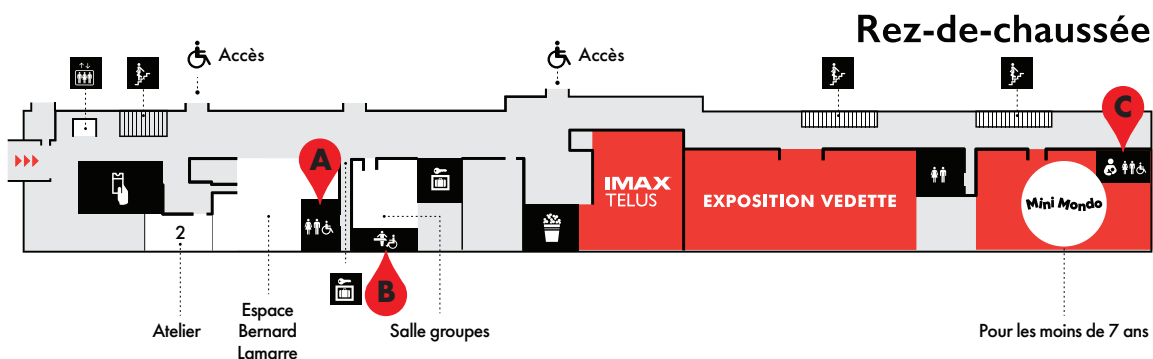 Rez-de-chaussée
Accès
Accès
A
C
IMAX
TELUS
EXPOSITION VEDETTE
Mini Mondo
2
B
Atelier
Espace
Bernard
Lamarre
Salle groupes
Pour les moins de 7 ans